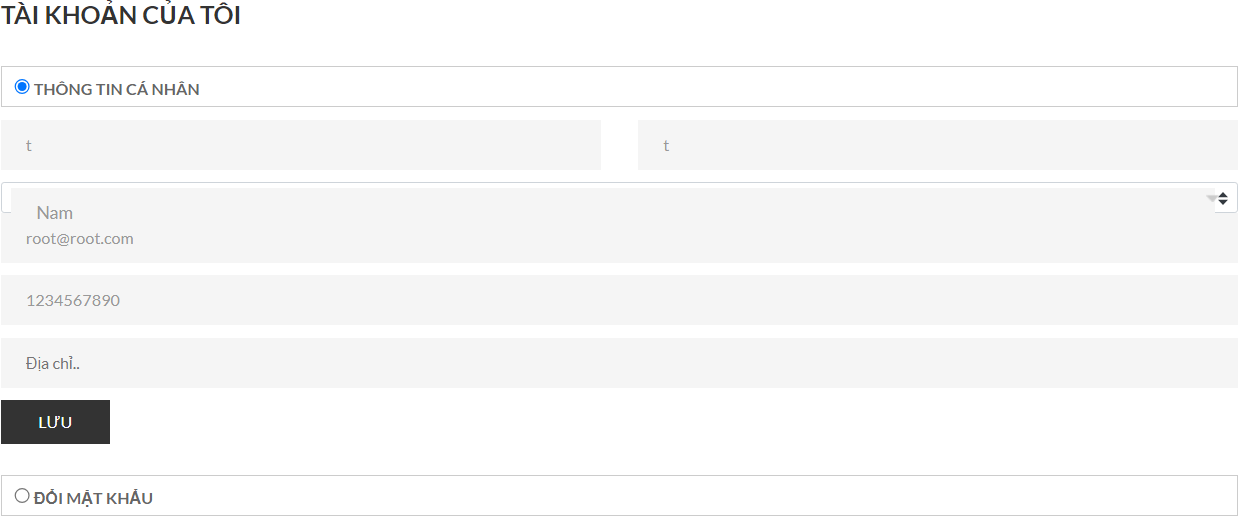 TÀI KHOẢN CỦA TÔI
THÔNG TIN CÁ NHÂN
t
t
Nam
root@root.com
1234567890
Địa chỉ..
LƯU
ĐỔI MẬT KHẨU